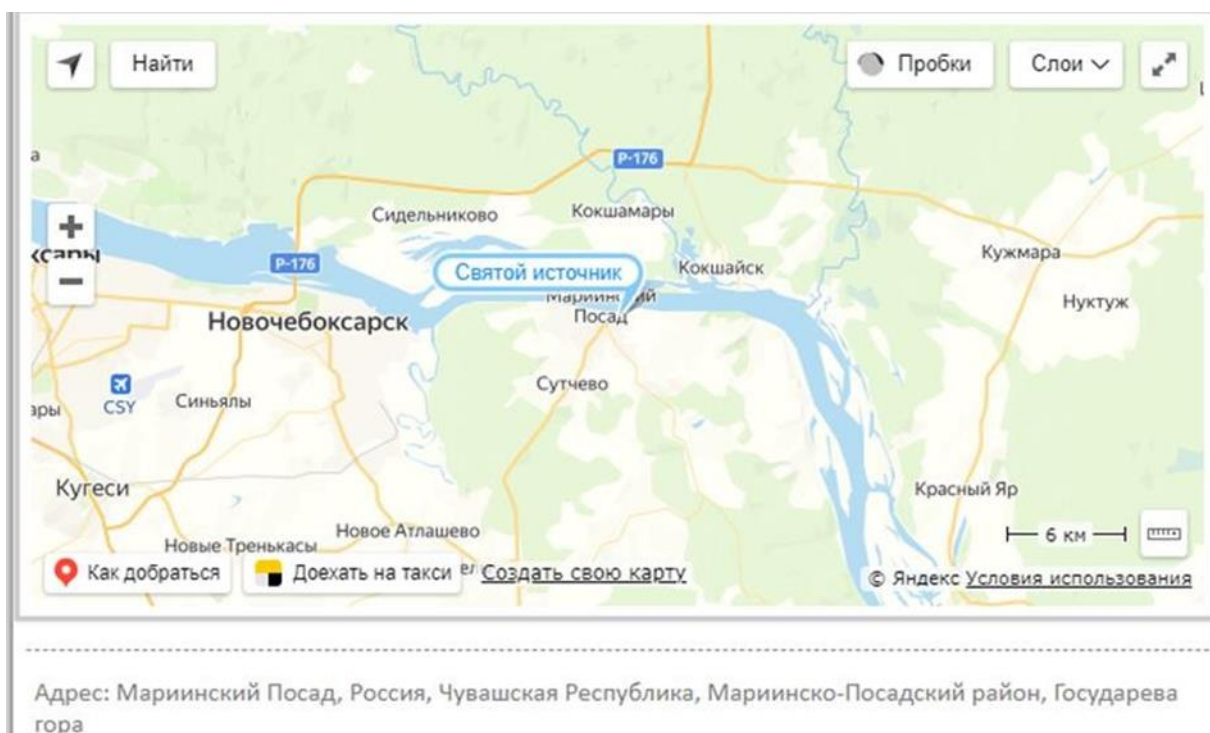 Найти
Пробки
Слои
Р-176
Сидельниково
Кокшамары
Р-176
Святой источник
Кокшайск
Кужмара
Посад
Нуктуж
Новочебоксарск
Сутчево
CSY
Синьялы
Кугеси
Красный Яр
Новое Атлашево
6 км
Новые Тренькасы
Как добраться
Доехать на такси
Создать свою карту
© Яндекс Условия использования
Адрес: Мариинский Посад, Россия, Чувашская Республика, Мариинско-Посадский район, Государева
гора